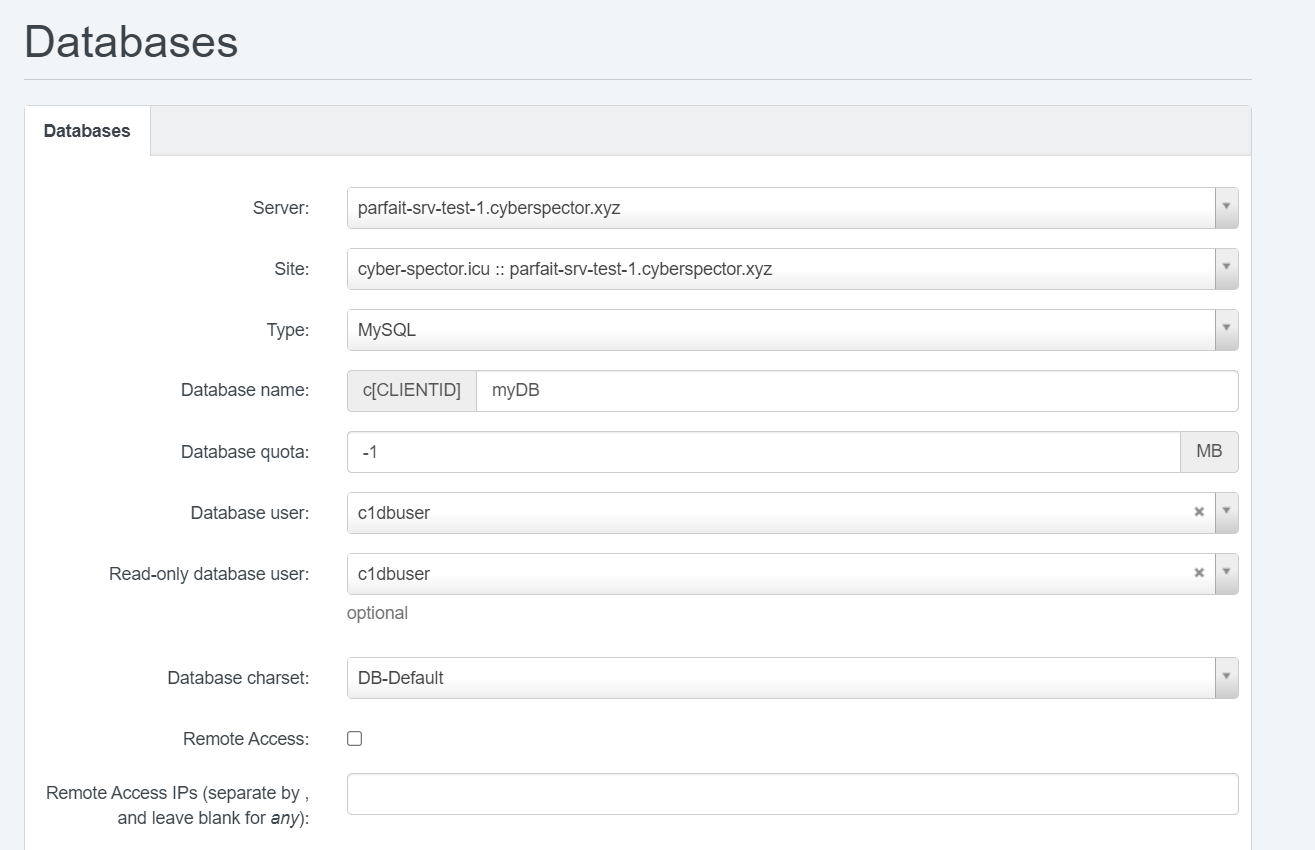 Databases
Databases
Server: parfait-srv-test-1.cyberspector.xyz
Site: cyber-spector.icu :: parfait-srv-test-1.cyberspector.xyz
Type: MySQL
Database name: c[CLIENTID] myDB
Database quota: -1 MB
Database user: c1dbuser ×
Read-only database user: c1dbuser ×
optional
Database charset: DB-Default
Remote Access:
Remote Access IPs (separate by ,
and leave blank for any):